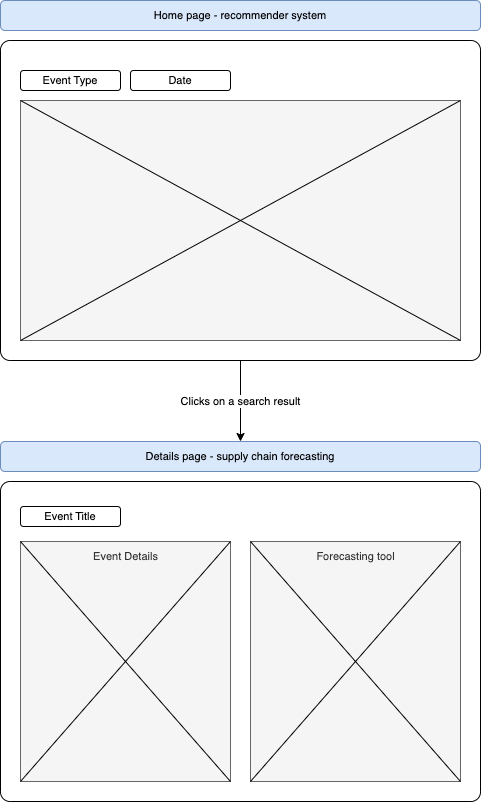 Home page - recommender system
Event Type
Date
Clicks on a search result
Details page - supply chain forecasting
Event Title
Event Details
Forecasting tool